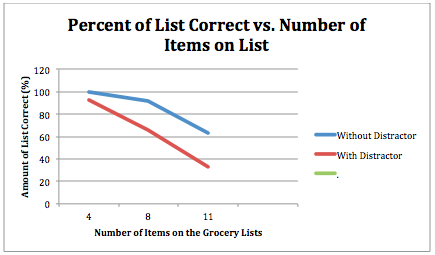 Percent of List Correct vs. Number of
Items on List
Amount of List Correct (%)
120
100
80
60
40
20
0
4 8 11
Number of Items on the Grocery Lists
Without Distractor
With Distractor
.